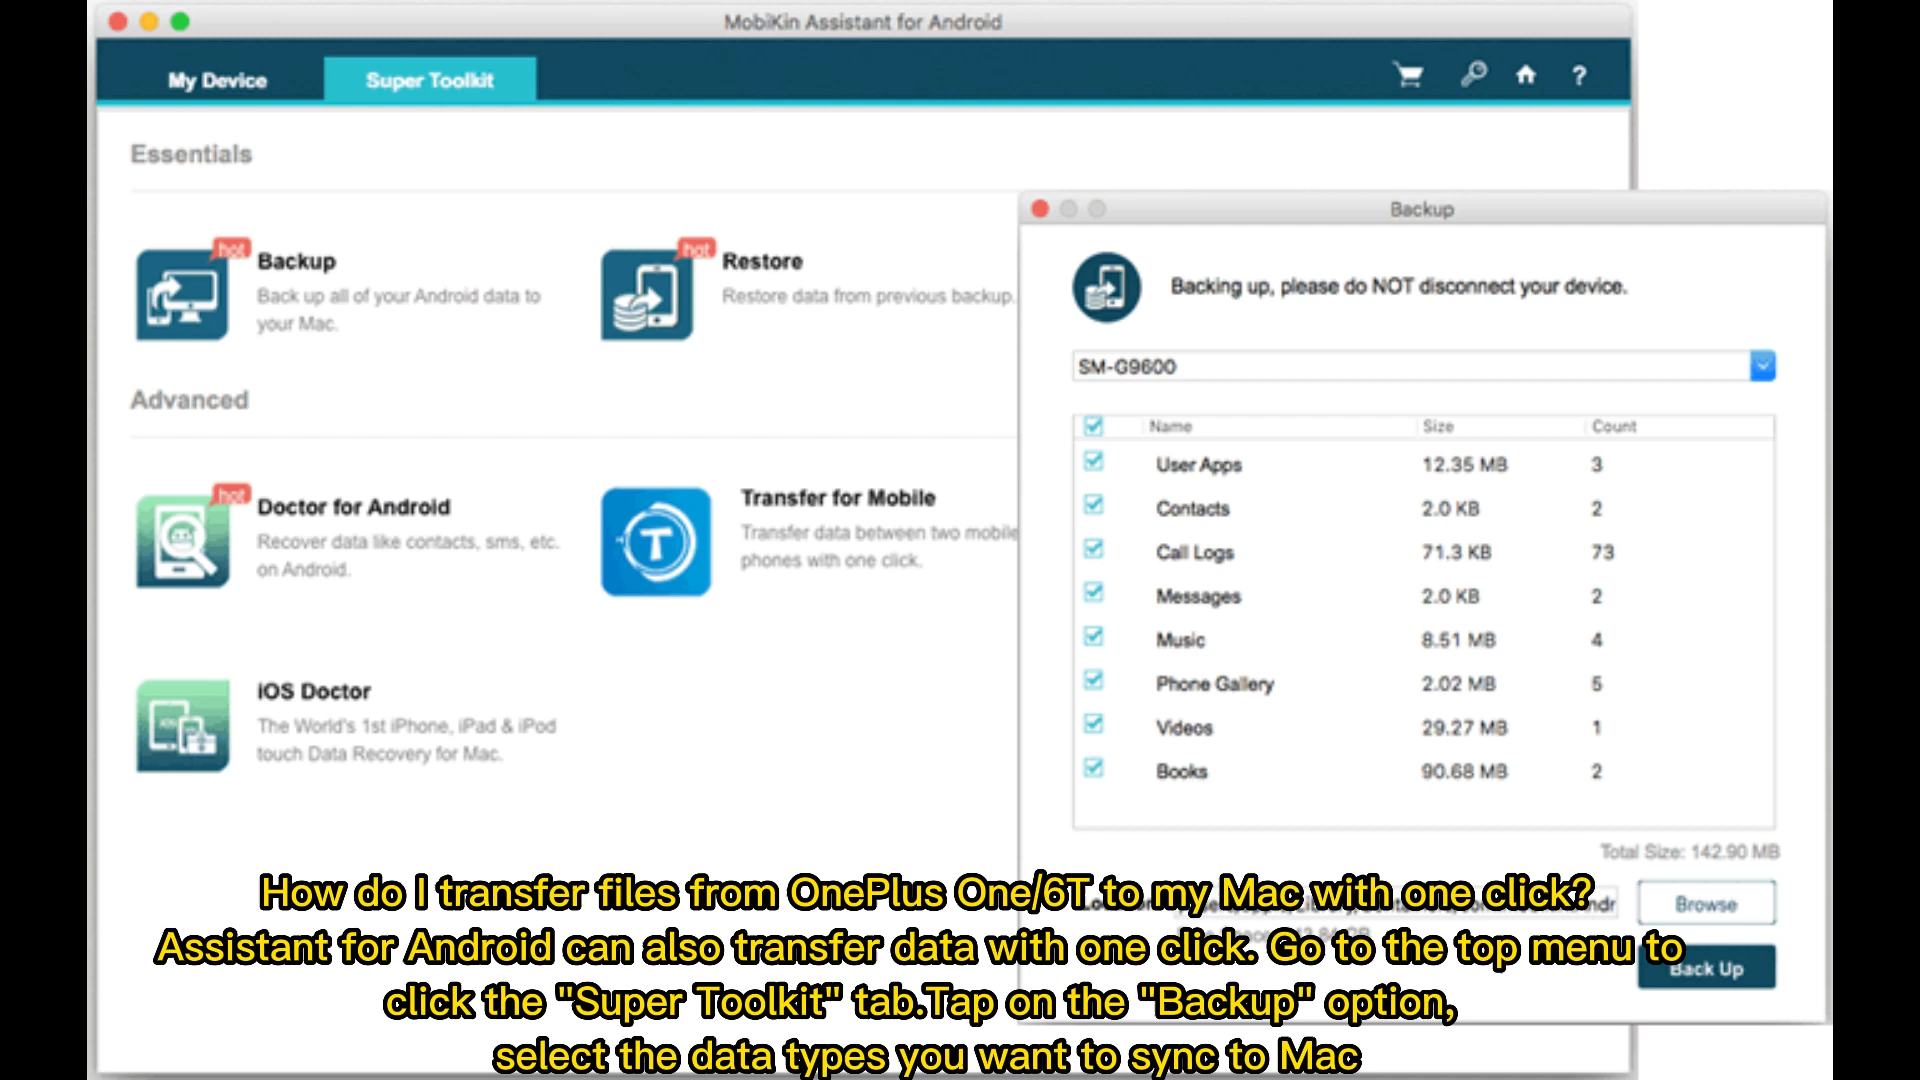 MobiKin Assistant for Android
My Device
Super Toolkit
?
Essentials
hot
Backup
Back up all of your Android data to
your Mac.
hot
Restore
Restore data from previous backup.
Advanced
hot
Doctor for Android
Recover data like contacts, sms, etc.
on Android.
Transfer for Mobile
Transfer data between two mobile
phones with one click.
iOS Doctor
The World's 1st iPhone, iPad & iPod
touch Data Recovery for Mac.
Backup
Backing up, please do NOT disconnect your device.
SM-G9600
Name Size Count
User Apps 12.35 MB 3
Contacts 2.0 KB 2
Call Logs 71.3 KB 73
Messages 2.0 KB 2
Music 8.51 MB 4
Phone Gallery 2.02 MB 5
Videos 29.27 MB 1
Books 90.68 MB 2
Total Size: 142.90 MB
Browse
Back Up
How do I transfer files from OnePlus One/6T to my Mac with one click?
Assistant for Android can also transfer data with one click. Go to the top menu to
click the "Super Toolkit" tab.Tap on the "Backup" option,
select the data types you want to sync to Mac